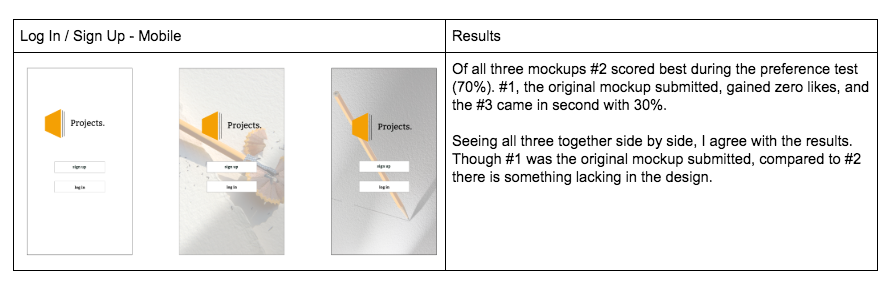 Log In / Sign Up - Mobile
Results
Projects.
sign up
log in
Projects.
sign up
log in
Projects.
sign up
log in
Of all three mockups #2 scored best during the preference test
(70%). #1, the original mockup submitted, gained zero likes, and
the #3 came in second with 30%.
Seeing all three together side by side, I agree with the results.
Though #1 was the original mockup submitted, compared to #2
there is something lacking in the design.